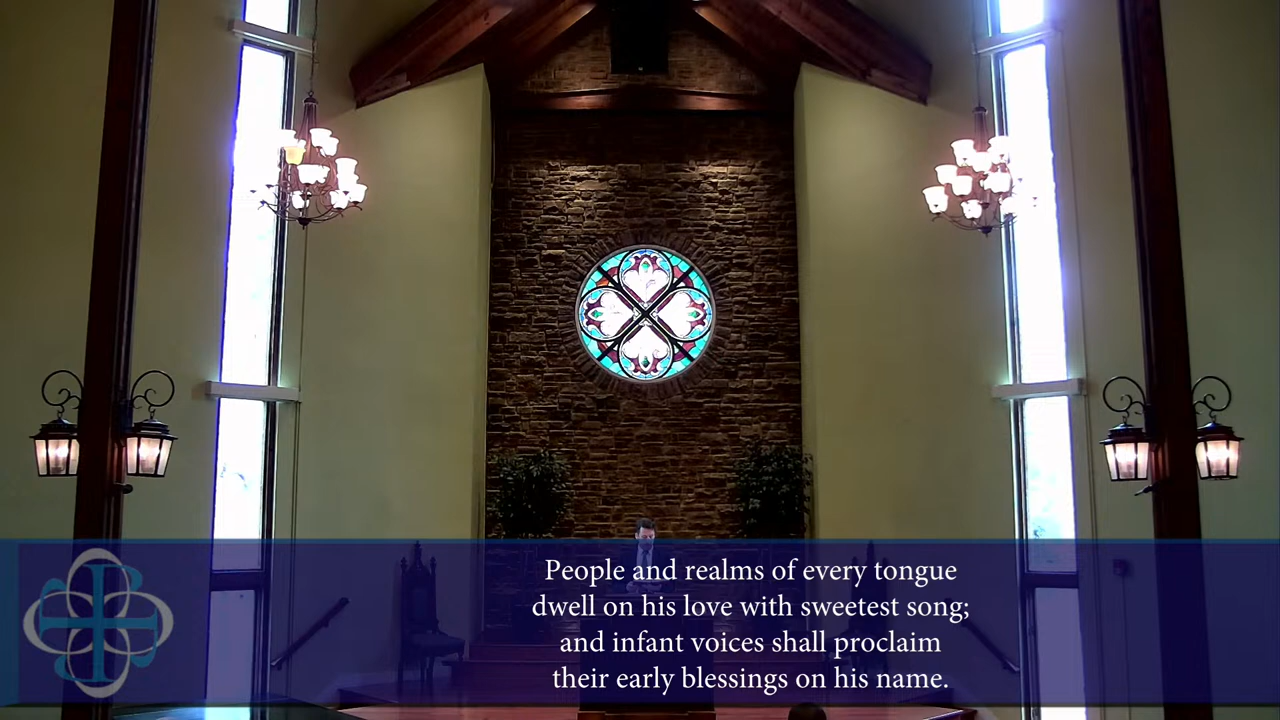 People and realms of every tongue
dwell on his love with sweetest song;
and infant voices shall proclaim
their early blessings on his name.